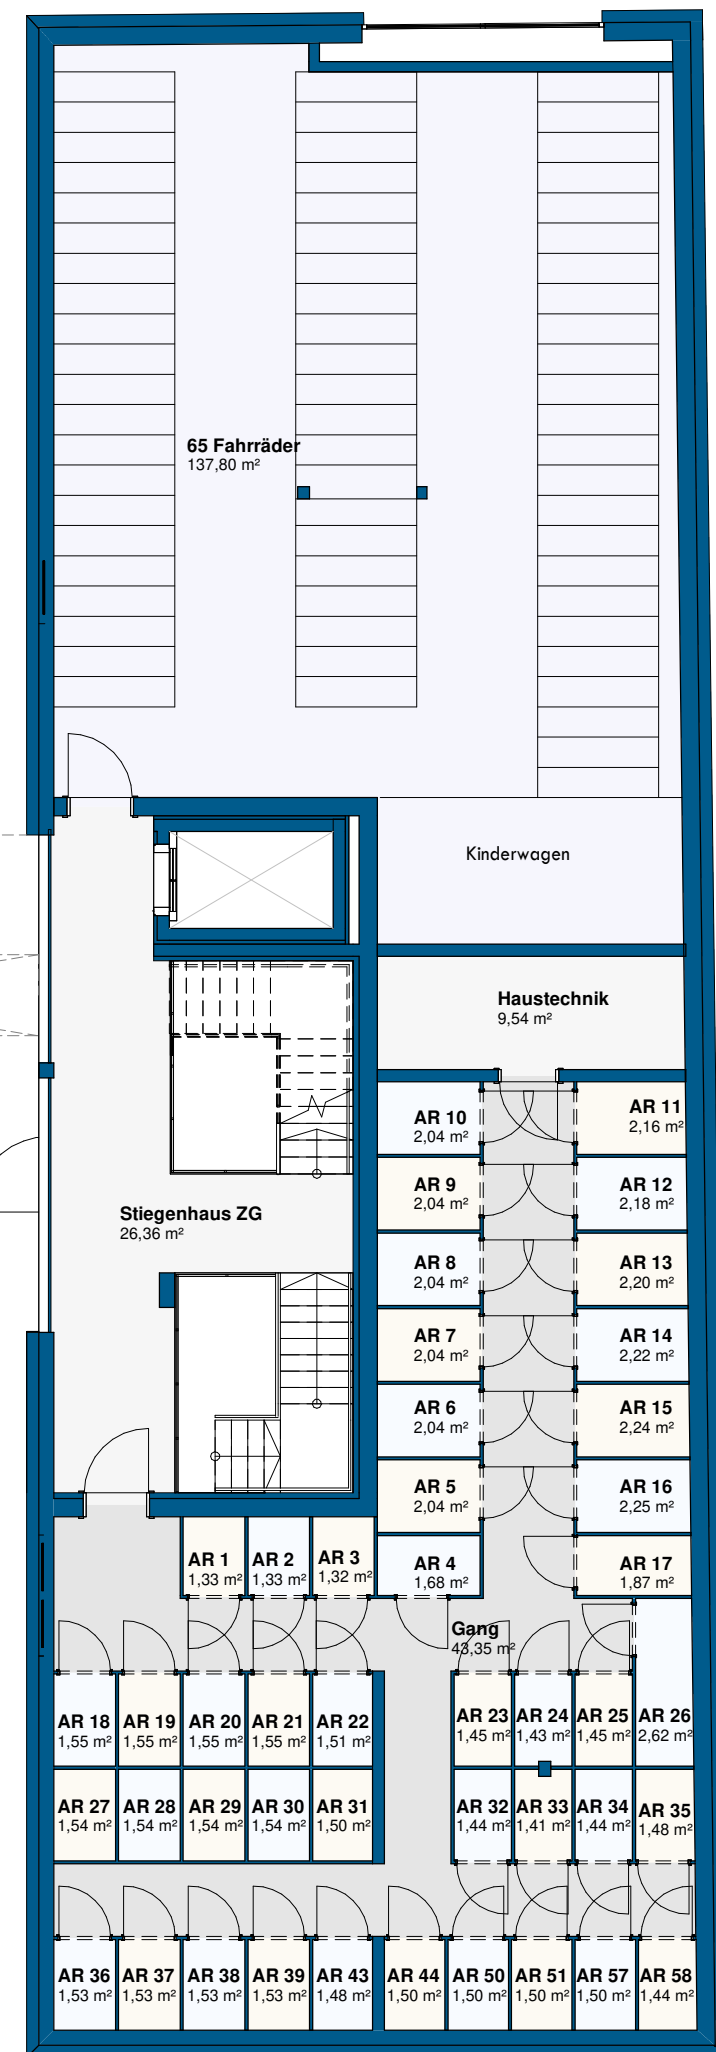 65 Fahrräder
137,80 m²
Kinderwagen
Haustechnik
9,54 m²
AR 10
2,04 m²
AR 11
2,16 m²
AR 9
2,04 m²
AR 12
2,18 m²
Stiegenhaus ZG
26,36 m²
AR 8
2,04 m²
AR 13
2,20 m²
AR 7
2,04 m²
AR 14
2,22 m²
AR 6
2,04 m²
AR 15
2,24 m²
AR 5
2,04 m²
AR 16
2,25 m²
AR 1
1,33 m²
AR 2
1,33 m²
AR 3
1,32 m²
AR 4
1,68 m²
AR 17
1,87 m²
Gang
43,35 m²
AR 18
1,55 m²
AR 19
1,55 m²
AR 20
1,55 m²
AR 21
1,55 m²
AR 22
1,51 m²
AR 23
1,45 m²
AR 24
1,43 m²
AR 25
1,45 m²
AR 26
2,62 m²
AR 27
1,54 m²
AR 28
1,54 m²
AR 29
1,54 m²
AR 30
1,54 m²
AR 31
1,50 m²
AR 32
1,44 m²
AR 33
1,41 m²
AR 34
1,44 m²
AR 35
1,48 m²
AR 36
1,53 m²
AR 37
1,53 m²
AR 38
1,53 m²
AR 39
1,53 m²
AR 43
1,48 m²
AR 44
1,50 m²
AR 50
1,50 m²
AR 51
1,50 m²
AR 57
1,50 m²
AR 58
1,44 m²